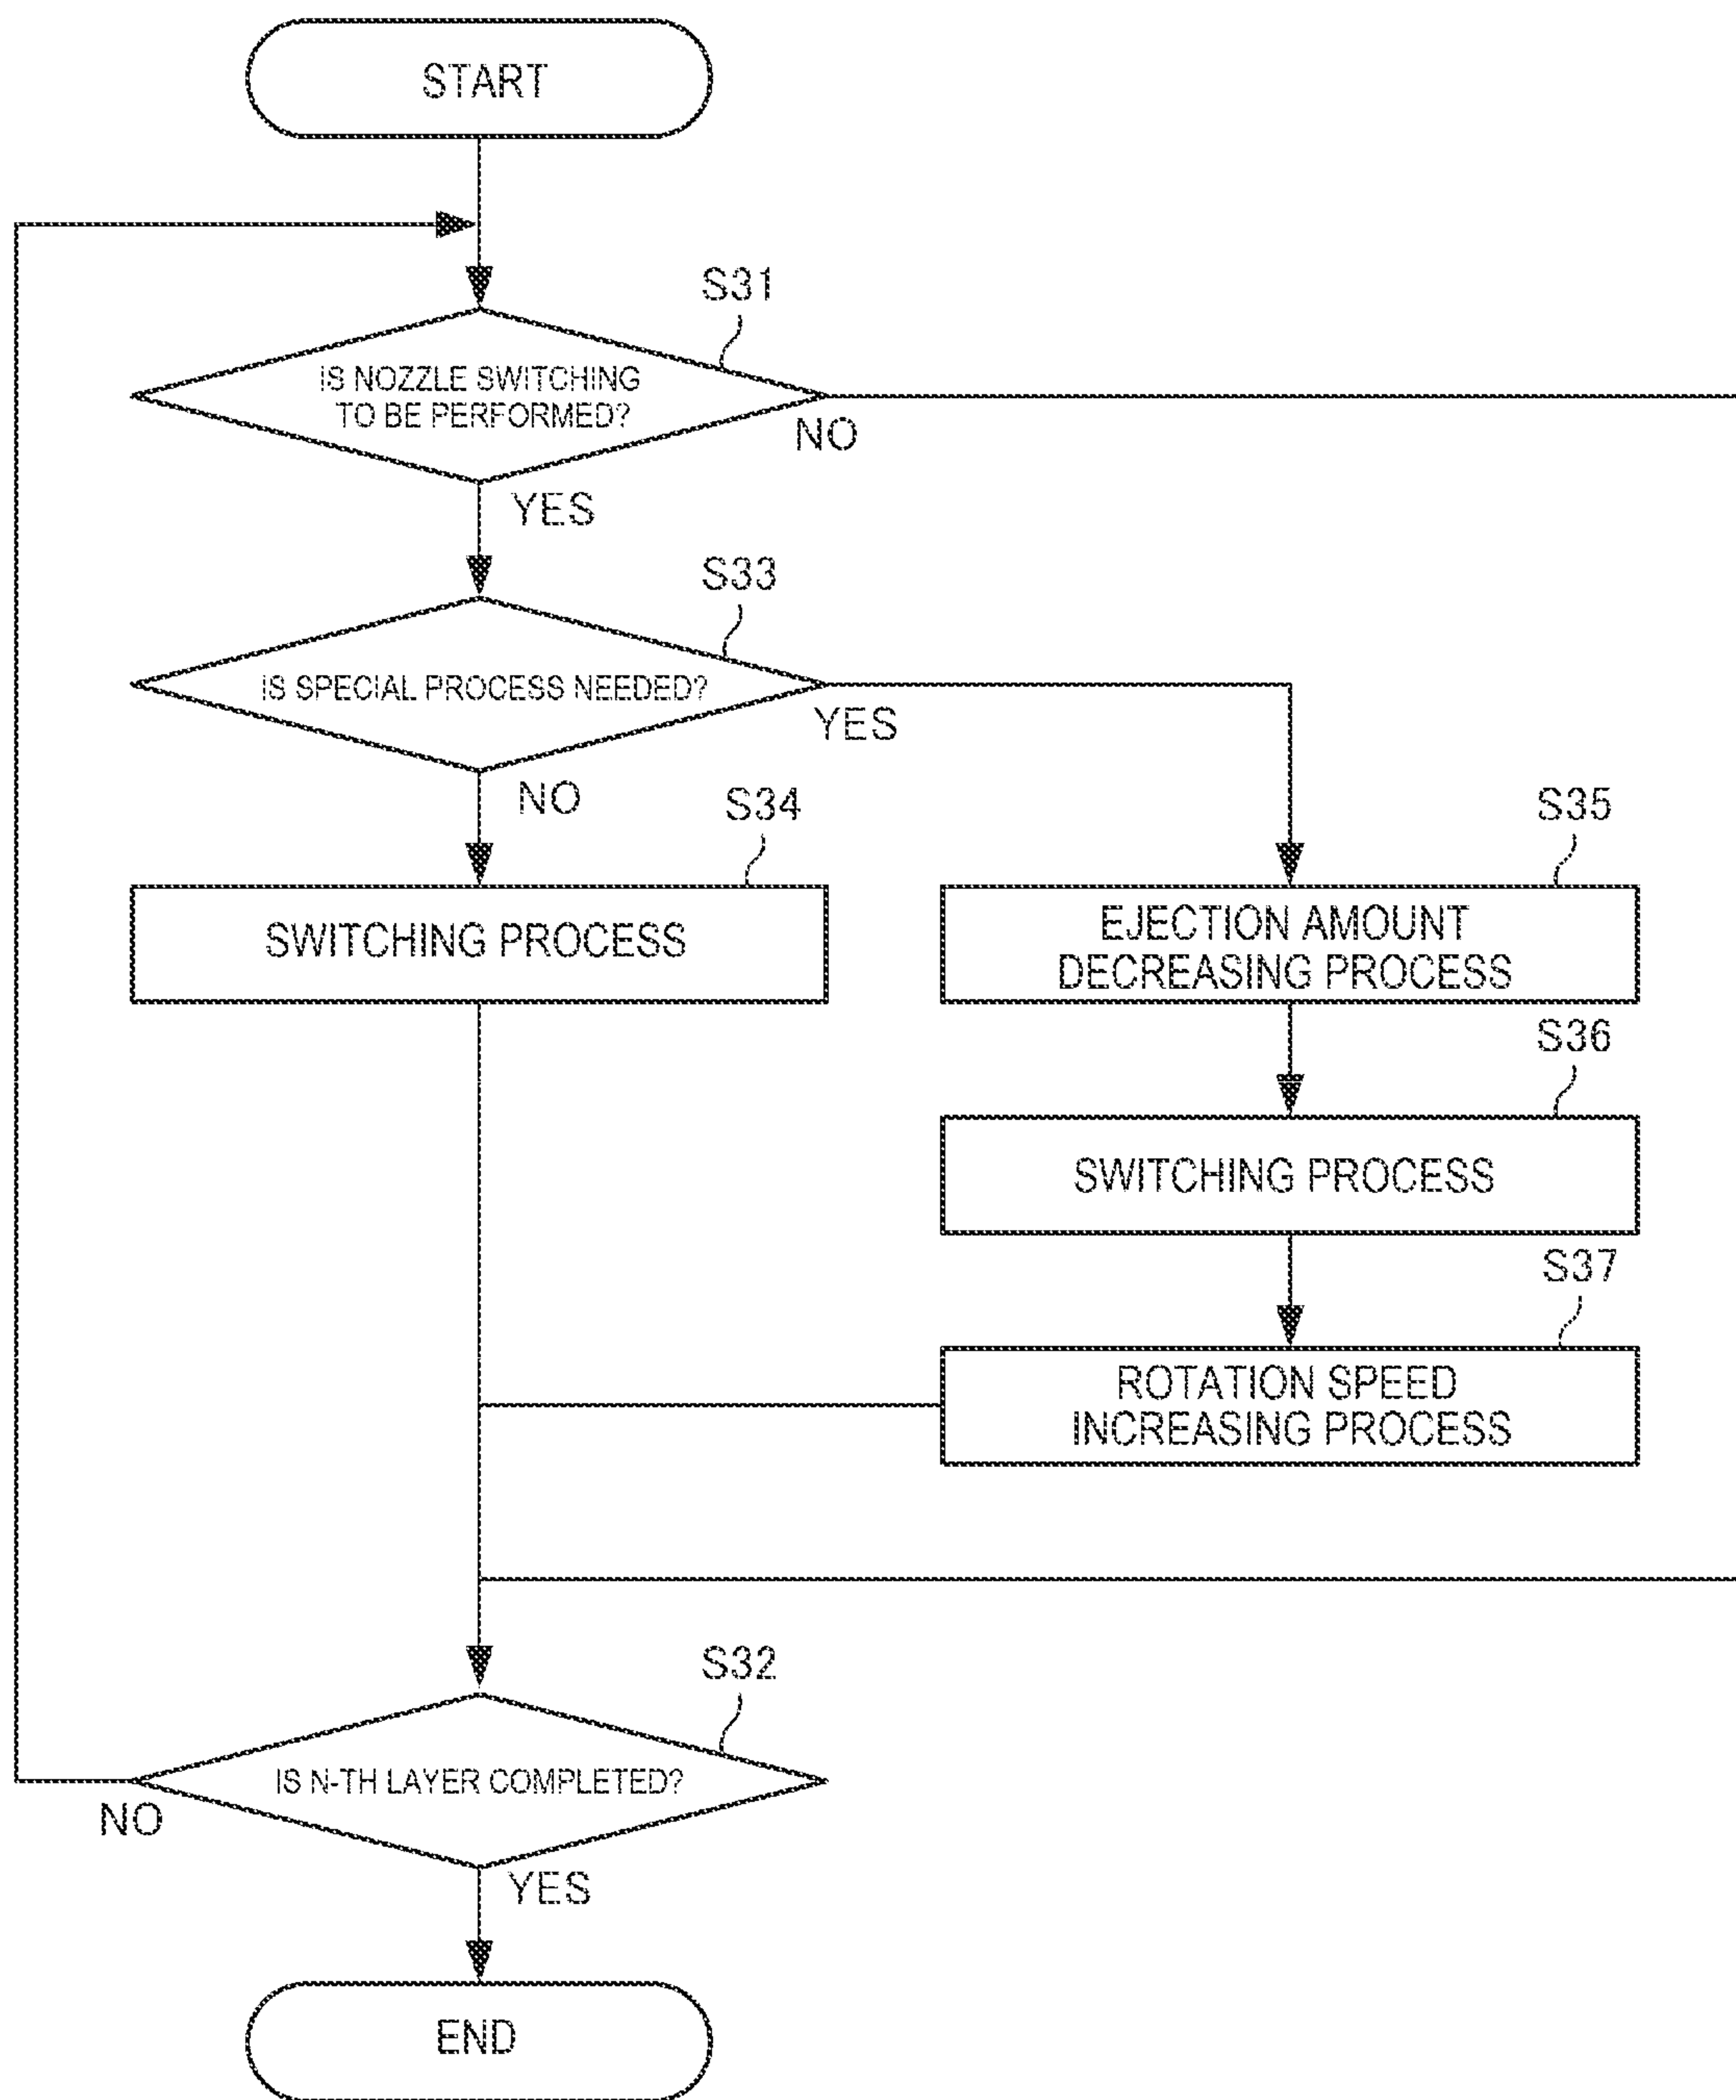 START
S31
IS NOZZLE SWITCHING
TO BE PERFORMED?
NO
YES
S33
IS SPECIAL PROCESS NEEDED?
YES
NO
S34
S35
SWITCHING PROCESS
EJECTION AMOUNT
DECREASING PROCESS
S36
SWITCHING PROCESS
S37
ROTATION SPEED
INCREASING PROCESS
S32
IS N-TH LAYER COMPLETED?
NO
YES
END